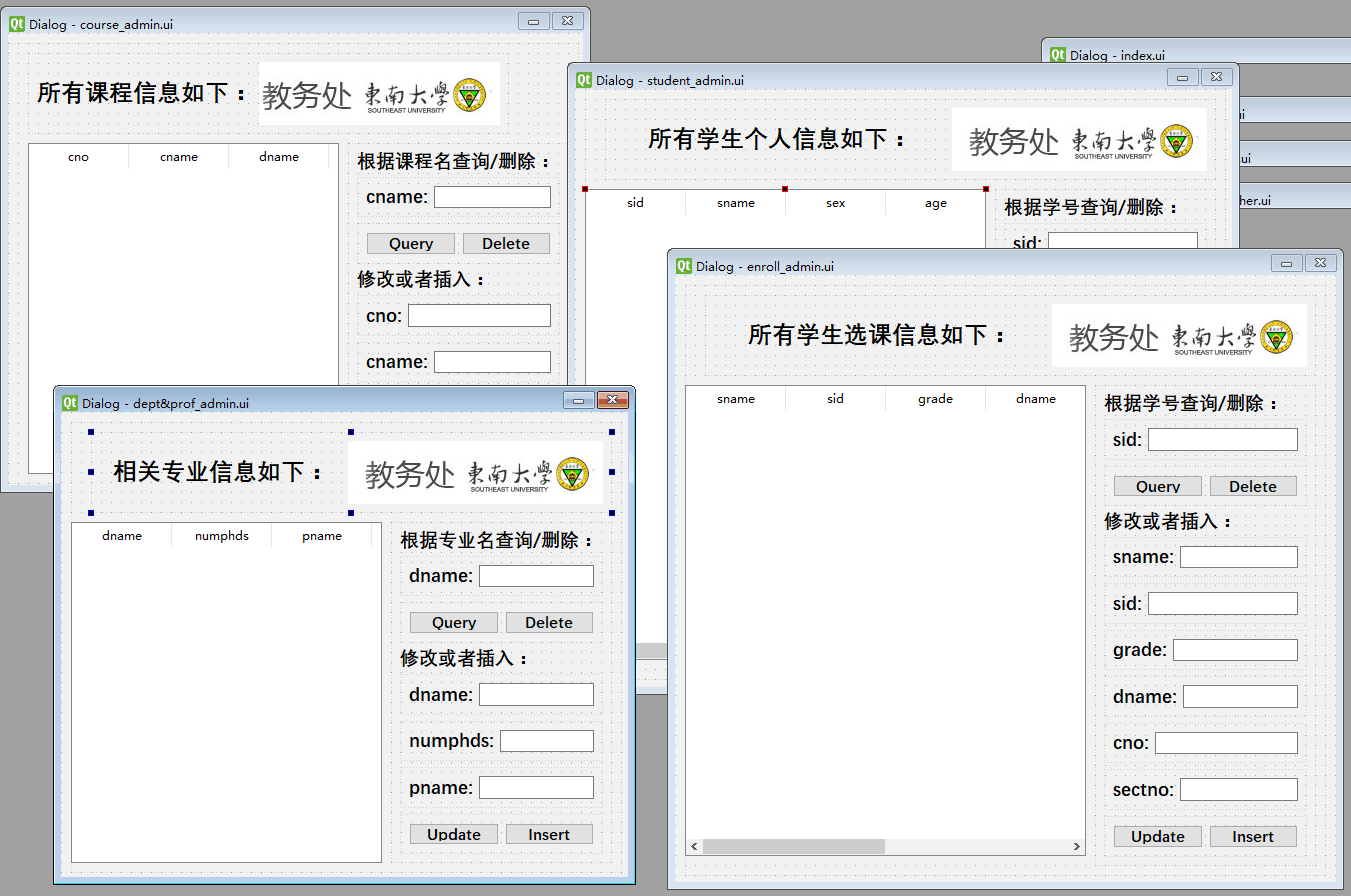 Dialog - course_admin.ui
所有课程信息如下：
教务处 東南大學
SOUTHEAST UNIVERSITY
cno cname dname
根据课程名查询/删除：
cname:
Query Delete
修改或者插入：
cno:
cname:
Dialog - index.ui
ui
her.ui
Dialog - student_admin.ui
所有学生个人信息如下：
教务处 東南大學
SOUTHEAST UNIVERSITY
sid sname sex age
根据学号查询/删除：
sid:
Dialog - dept&prof_admin.ui
相关专业信息如下：
教务处 東南大學
SOUTHEAST UNIVERSITY
dname numphds pname
根据专业名查询/删除：
dname:
Query Delete
修改或者插入：
dname:
numphds:
pname:
Update Insert
Dialog - enroll_admin.ui
所有学生选课信息如下：
教务处 東南大學
SOUTHEAST UNIVERSITY
sname sid grade dname
根据学号查询/删除：
sid:
Query Delete
修改或者插入：
sname:
sid:
grade:
dname:
cno:
sectno:
Update Insert